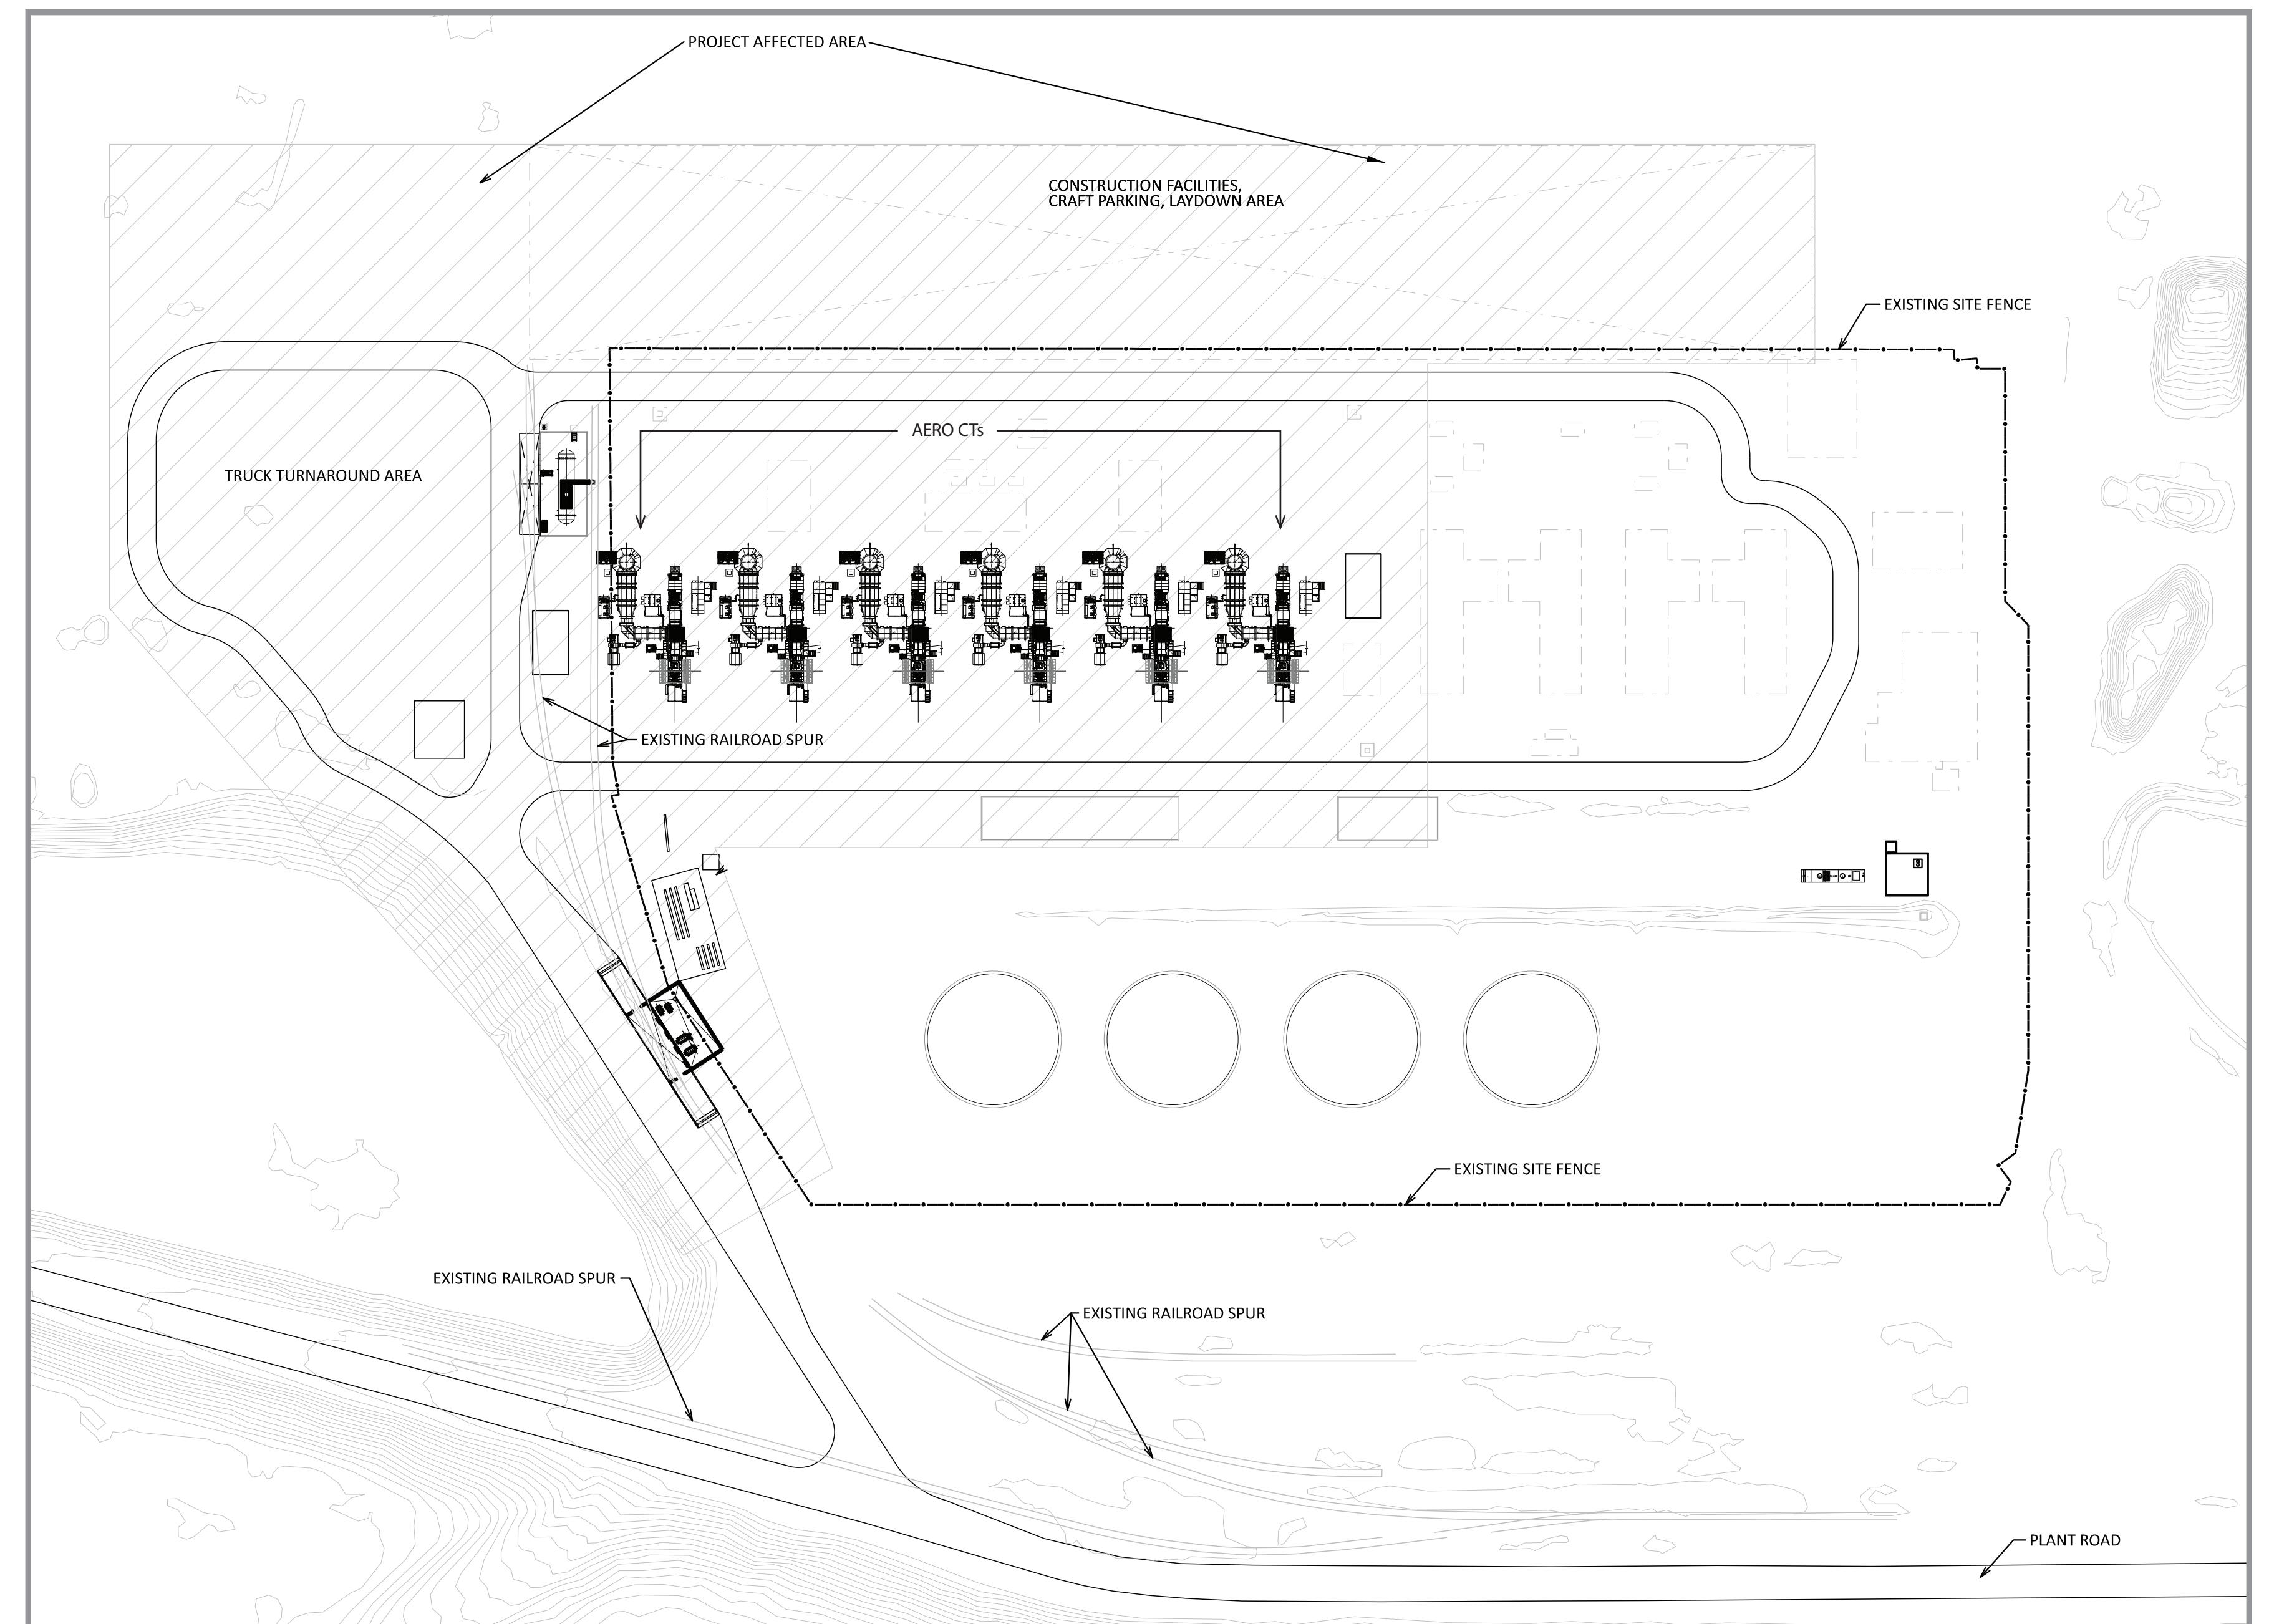 PROJECT AFFECTED AREA
CONSTRUCTION FACILITIES,
CRAFT PARKING, LAYDOWN AREA
EXISTING SITE FENCE
AERO CTs
TRUCK TURNAROUND AREA
EXISTING RAILROAD SPUR
EXISTING SITE FENCE
EXISTING RAILROAD SPUR
EXISTING RAILROAD SPUR
PLANT ROAD